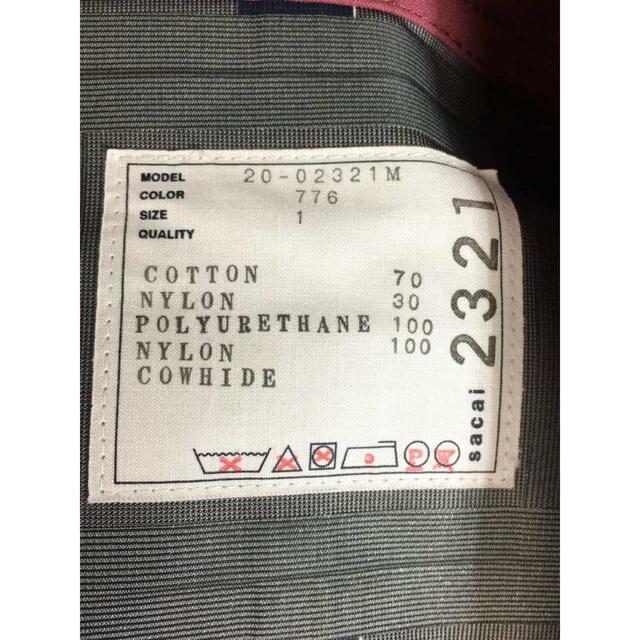 MODEL 20-02321M
COLOR 776
SIZE 1
QUALITY
COTTON 70
NYLON 30
POLYURETHANE 100
NYLON 100
COWHIDE
P A
sacai 2321